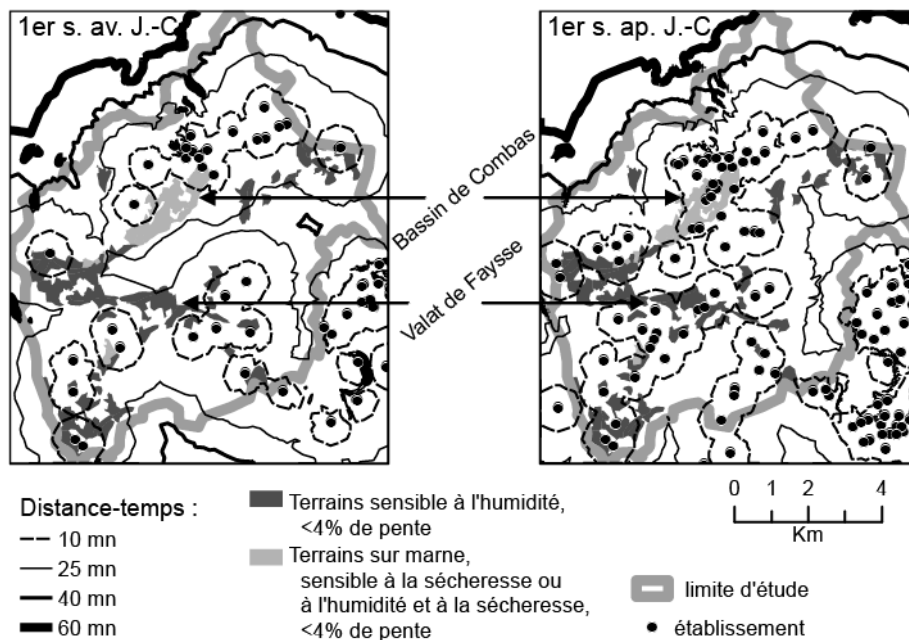 1er s. av. J.-C
1er s. ap. J.-C.
Bassin de Combas
Valat de Faysse
Distance-temps :
10 mn
25 mn
40 mn
60 mn
Terrains sensible à l'humidité,
<4% de pente
Terrains sur marne,
sensible à la sécheresse ou
à l'humidité et à la sécheresse,
<4% de pente
0 1 2 4
Km
limite d'étude
établissement